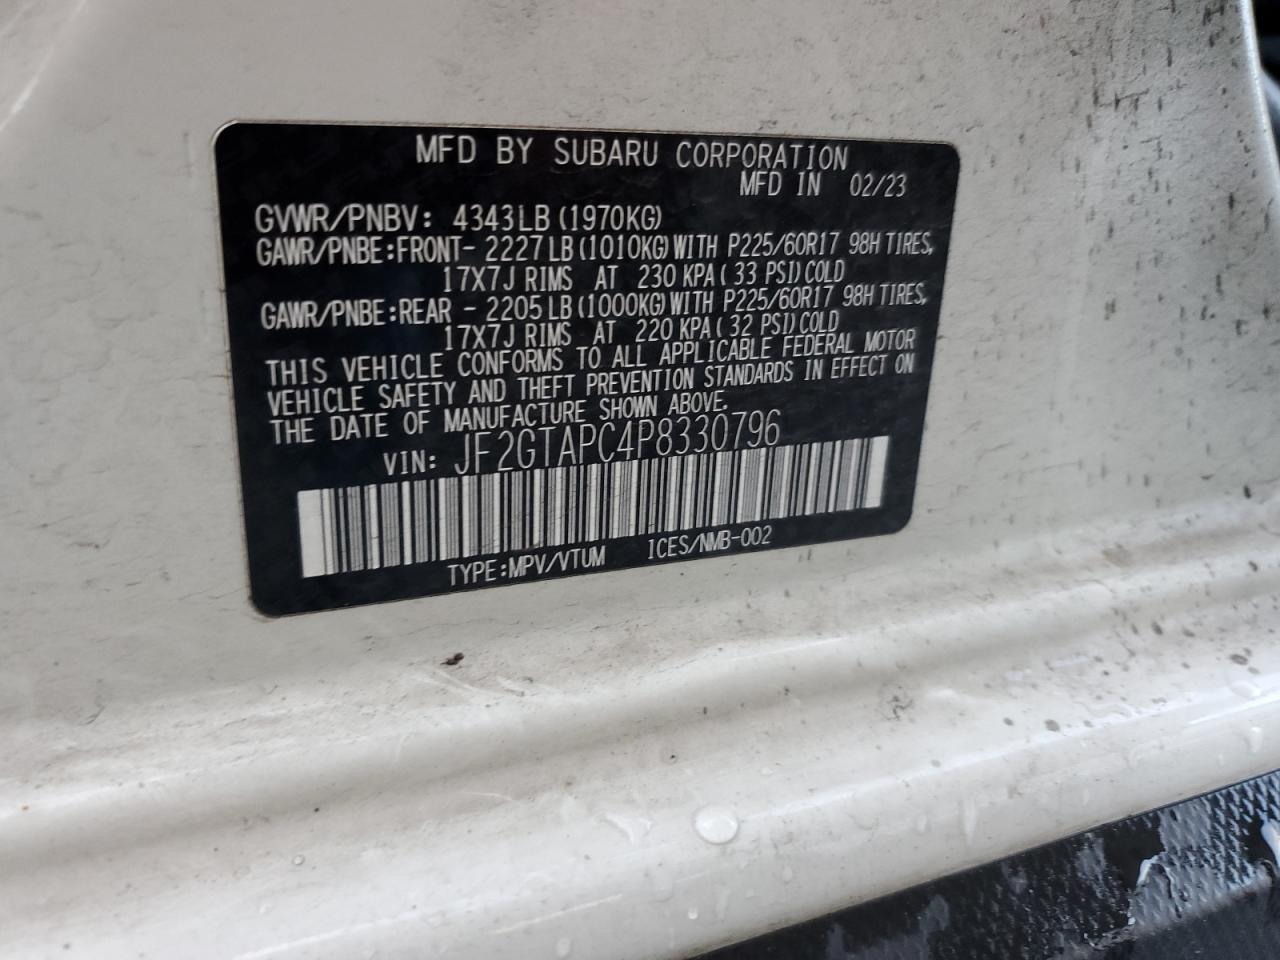 MFD BY SUBARU CORPORATION
MFD IN 02/23
GVWR/PNBV: 4343LB (1970KG)
GAWR/PNBE:FRONT- 2227LB (1010KG) WITH P225/60R17 98H TIRES,
17X7J RIMS AT 230 KPA ( 33 PSI) COLD
GAWR/PNBE:REAR - 2205LB (1000KG) WITH P225/60R17 98H TIRES,
17X7J RIMS AT 220 KPA ( 32 PSI) COLD
THIS VEHICLE CONFORMS TO ALL APPLICABLE FEDERAL MOTOR
VEHICLE SAFETY AND THEFT PREVENTION STANDARDS IN EFFECT ON
THE DATE OF MANUFACTURE SHOWN ABOVE.
VIN: JF2GTAPC4P8330796
TYPE:MPV/VTUM ICES/NMB-002